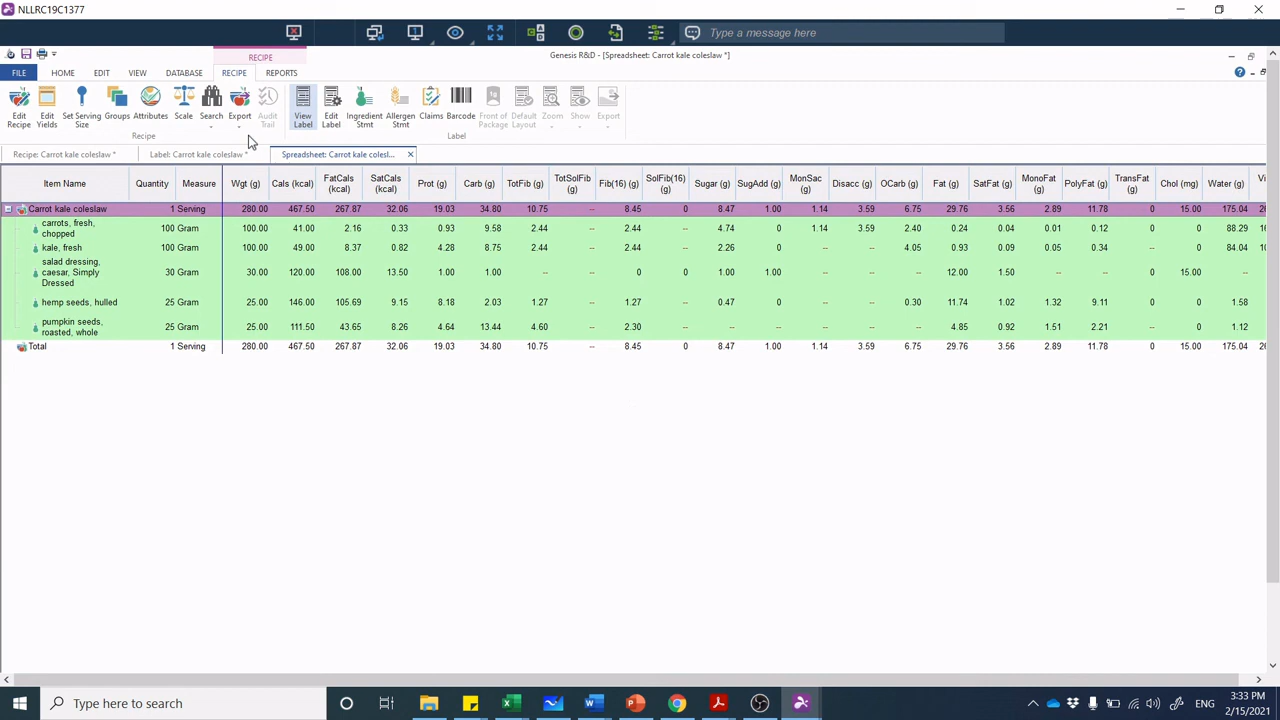 NLLRC19C1377
Type a message here
RECIPE
Genesis R&D - [Spreadsheet: Carrot kale coleslaw *]
FILE HOME EDIT VIEW DATABASE RECIPE REPORTS
Edit Recipe
Edit Yields
Set Serving Size
Groups
Attributes
Scale
Search
Export
Audit Trail
View Label
Edit Label
Ingredient Stmt
Allergen Stmt
Claims
Barcode
Front of Package
Default Layout
Zoom
Show
Export
Recipe
Label
Recipe: Carrot kale coleslaw *
Label: Carrot kale coleslaw *
Spreadsheet: Carrot kale colesl...
Item Name Quantity Measure Wgt (g) Cals (kcal) FatCals (kcal) SatCals (kcal) Prot (g) Carb (g) TotFib (g) TotSolFib (g) Fib(16) (g) SolFib(16) (g) Sugar (g) SugAdd (g) MonSac (g) Disacc (g) OCarb (g) Fat (g) SatFat (g) MonoFat (g) PolyFat (g) TransFat (g) Chol (mg) Water (g)
Carrot kale coleslaw 1 Serving 280.00 467.50 267.87 32.06 19.03 34.80 10.75 -- 8.45 0 8.47 1.00 1.14 3.59 6.75 29.76 3.56 2.89 11.78 0 15.00 175.04
carrots, fresh, chopped 100 Gram 100.00 41.00 2.16 0.33 0.93 9.58 2.44 -- 2.44 -- 4.74 -- 1.14 3.59 2.40 0.24 0.04 0.01 0.12 0 0 88.29
kale, fresh 100 Gram 100.00 49.00 8.37 0.82 4.28 8.75 2.44 -- 2.44 -- 2.26 -- -- -- 4.05 0.93 0.09 0.05 0.34 0 0 84.04
salad dressing, caesar, Simply Dressed 30 Gram 30.00 120.00 108.00 13.50 1.00 1.00 -- -- 0 0 1.00 1.00 -- -- -- 12.00 1.50 -- -- 0 15.00 --
hemp seeds, hulled 25 Gram 25.00 146.00 105.69 9.15 8.18 2.03 1.27 -- 1.27 -- 0.47 -- -- -- 0.30 11.74 1.02 1.32 9.11 0 0 1.58
pumpkin seeds, roasted, whole 25 Gram 25.00 111.50 43.65 8.26 4.64 13.44 4.60 -- 2.30 -- -- -- -- -- -- 4.85 0.92 1.51 2.21 0 0 1.12
Total 1 Serving 280.00 467.50 267.87 32.06 19.03 34.80 10.75 -- 8.45 0 8.47 1.00 1.14 3.59 6.75 29.76 3.56 2.89 11.78 0 15.00 175.04
Type here to search
ENG
3:33 PM
2/15/2021